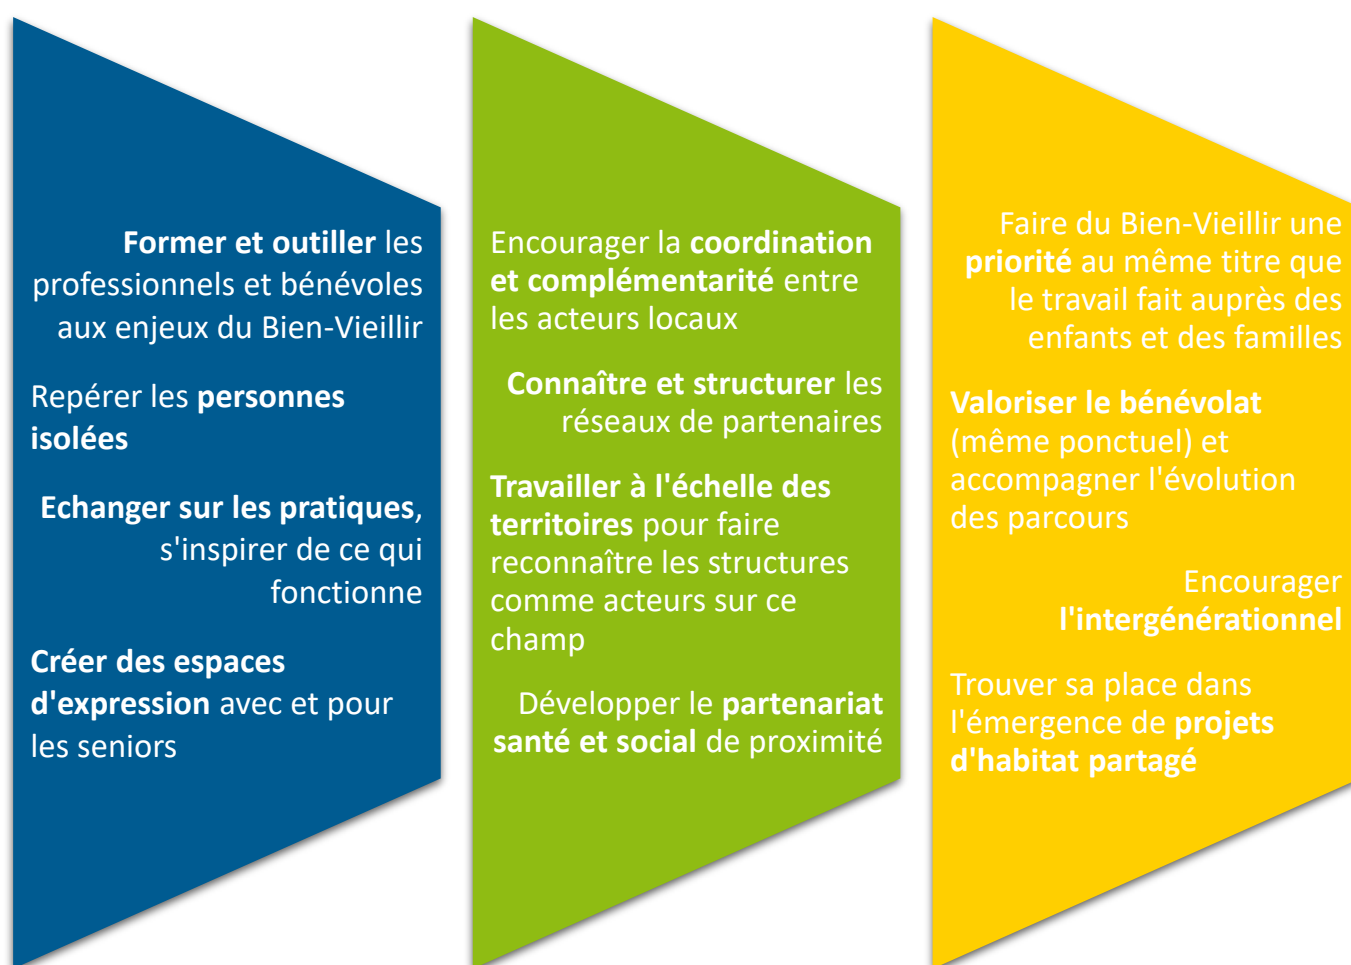 Former et outiller les
professionnels et bénévoles
aux enjeux du Bien-Vieillir
Repérer les personnes
isolées
Echanger sur les pratiques,
s'inspirer de ce qui
fonctionne
Créer des espaces
d'expression avec et pour
les seniors
Encourager la coordination
et complémentarité entre
les acteurs locaux
Connaître et structurer les
réseaux de partenaires
Travailler à l'échelle des
territoires pour faire
reconnaître les structures
comme acteurs sur ce
champ
Développer le partenariat
santé et social de proximité
Faire du Bien-Vieillir une
priorité au même titre que
le travail fait auprès des
enfants et des familles
Valoriser le bénévolat
(même ponctuel) et
accompagner l'évolution
des parcours
Encourager
l'intergénérationnel
Trouver sa place dans
l'émergence de projets
d'habitat partagé